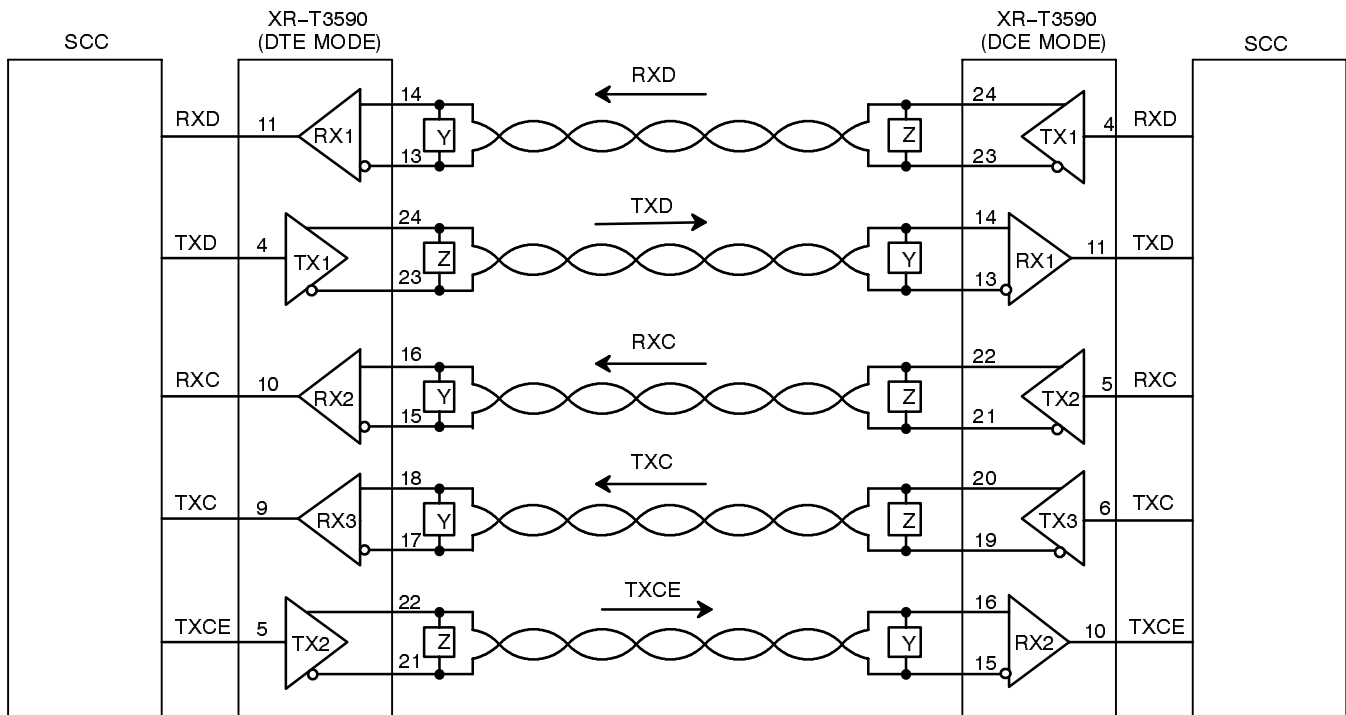 XR–T3590
(DTE MODE)
XR–T3590
(DCE MODE)
SCC
SCC
RXD
RXD 11 RX1 14 Y 13
24 Z 23 TX1 4 RXD
TXD
TXD 4 TX1 24 Z 23
14 Y 13 RX1 11 TXD
RXC
RXC 10 RX2 16 Y 15
22 Z 21 TX2 5 RXC
TXC
TXC 9 RX3 18 Y 17
20 Z 19 TX3 6 TXC
TXCE
TXCE 5 TX2 22 Z 21
16 Y 15 RX2 10 TXCE